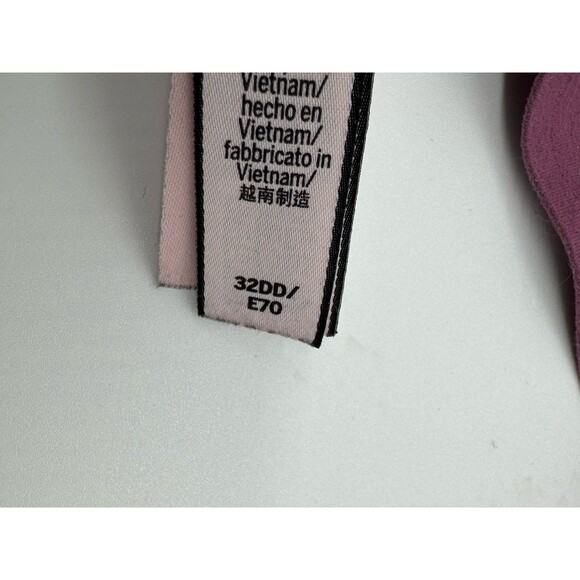 Vietnam/
hecho en
Vietnam/
fabbricato in
Vietnam/
越南制造
32DD/
E70